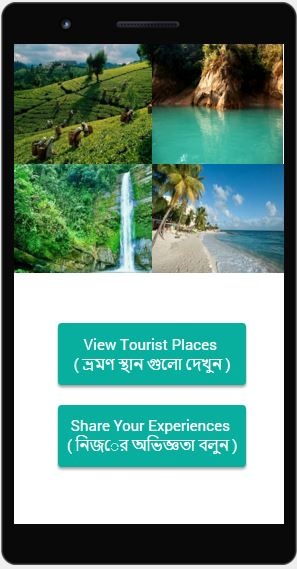 View Tourist Places
( ভ্রমণ স্থান গুলো দেখুন )
Share Your Experiences
( নিজের অভিজ্ঞতা বলুন )